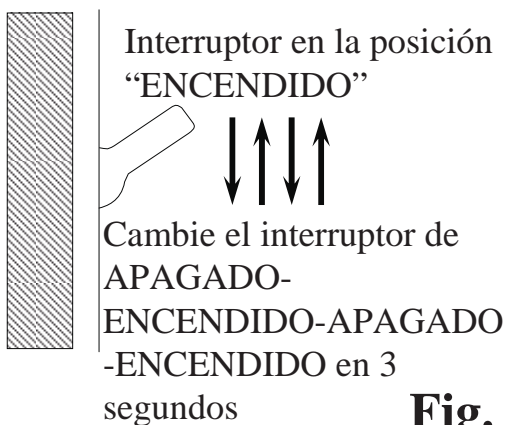 Interruptor en la posición
“ENCENDIDO”
Cambie el interruptor de
APAGADO-
ENCENDIDO-APAGADO
-ENCENDIDO en 3
segundos
Fig.